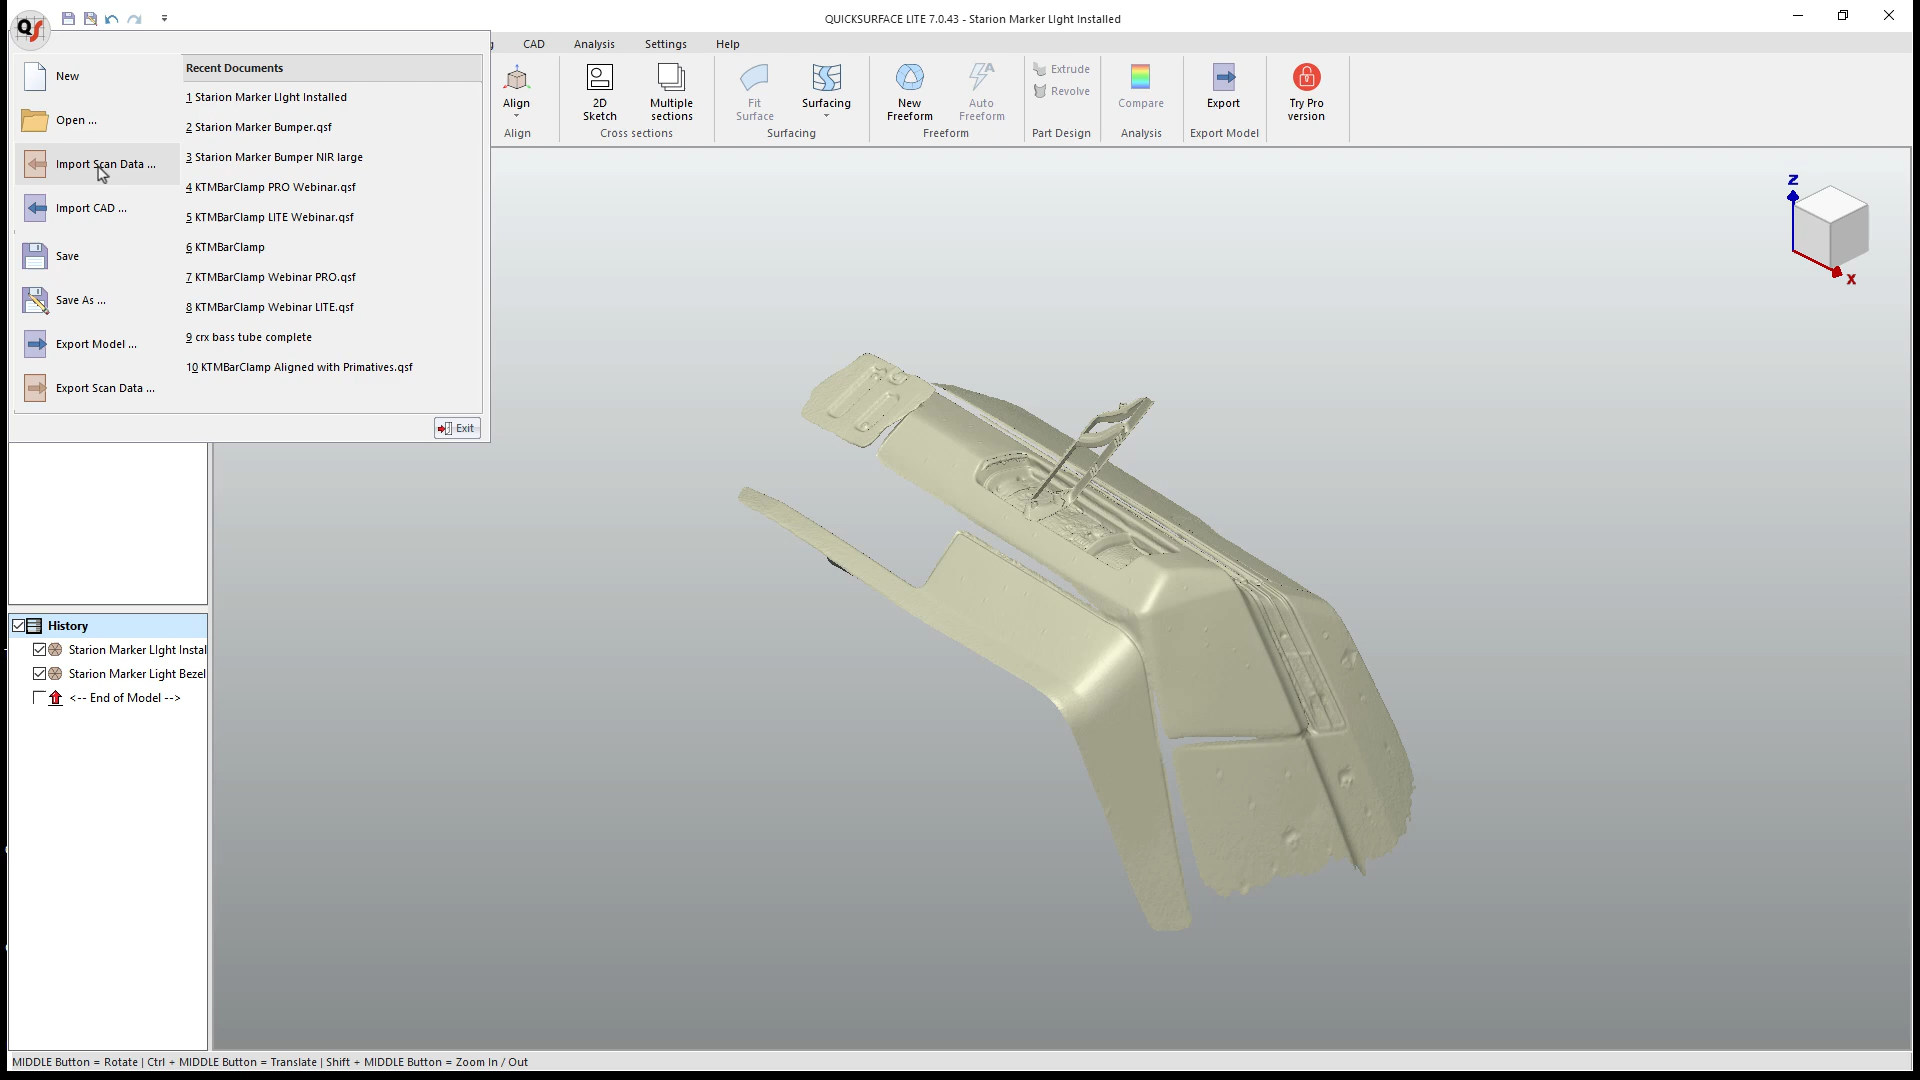 QS
QUICKSURFACE LITE 7.0.43 - Starion Marker LIght Installed
CAD
Analysis
Settings
Help
New
Open ...
Import Scan Data ...
Import CAD ...
Save
Save As ...
Export Model ...
Export Scan Data ...
Recent Documents
1 Starion Marker LIght Installed
2 Starion Marker Bumper.qsf
3 Starion Marker Bumper NIR large
4 KTMBarClamp PRO Webinar.qsf
5 KTMBarClamp LITE Webinar.qsf
6 KTMBarClamp
7 KTMBarClamp Webinar PRO.qsf
8 KTMBarClamp Webinar LITE.qsf
9 crx bass tube complete
10 KTMBarClamp Aligned with Primatives.qsf
Exit
Align
Align
2D
Sketch
Multiple
sections
Cross sections
Fit
Surface
Surfacing
Surfacing
New
Freeform
Auto
Freeform
Freeform
Extrude
Revolve
Part Design
Compare
Analysis
Export
Export Model
Try Pro
version
Z
X
History
Starion Marker LIght Instal
Starion Marker Light Bezel
<-- End of Model -->
MIDDLE Button = Rotate | Ctrl + MIDDLE Button = Translate | Shift + MIDDLE Button = Zoom In / Out